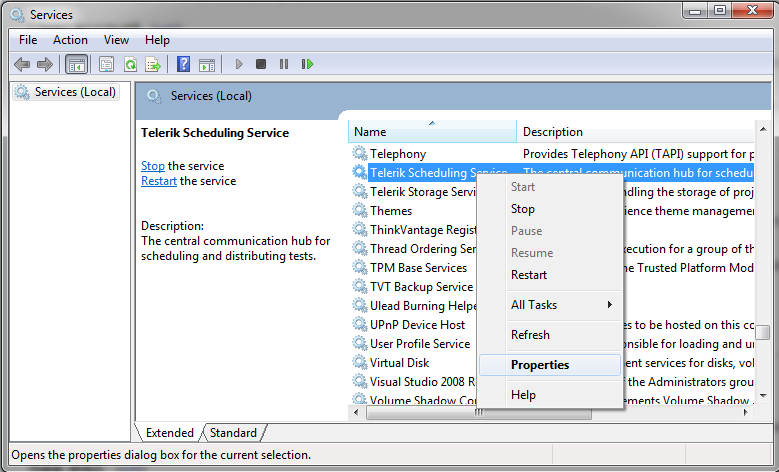 Services
File Action View Help
Services (Local)
Services (Local)
Telerik Scheduling Service
Stop the service
Restart the service
Description:
The central communication hub for
scheduling and distributing tests.
Name Description
Telephony Provides Telephony API (TAPI) support for p
Telerik Scheduling Service The central communication hub for schedu
Telerik Storage Servi ndling the storage of proj
Themes ience theme managemen
ThinkVantage Regist
Thread Ordering Ser xecution for a group of th
TPM Base Services he Trusted Platform Mod
TVT Backup Service
Ulead Burning Helpe
UPnP Device Host es to be hosted on this co
User Profile Service onsible for loading and un
Virtual Disk ent services for disks, vol
Visual Studio 2008 R of the Administrators grou
Volume Shadow Co ements Volume Shadow
Start
Stop
Pause
Resume
Restart
All Tasks
Refresh
Properties
Help
Extended Standard
Opens the properties dialog box for the current selection.